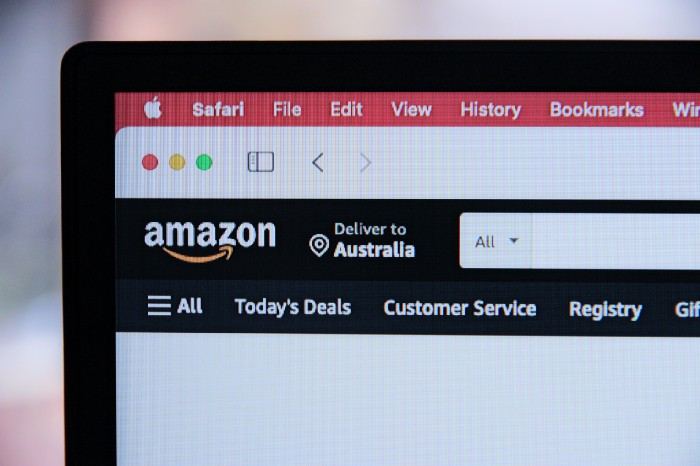 Safari File Edit View History Bookmarks
amazon
Deliver to
Australia
All
All Today's Deals Customer Service Registry